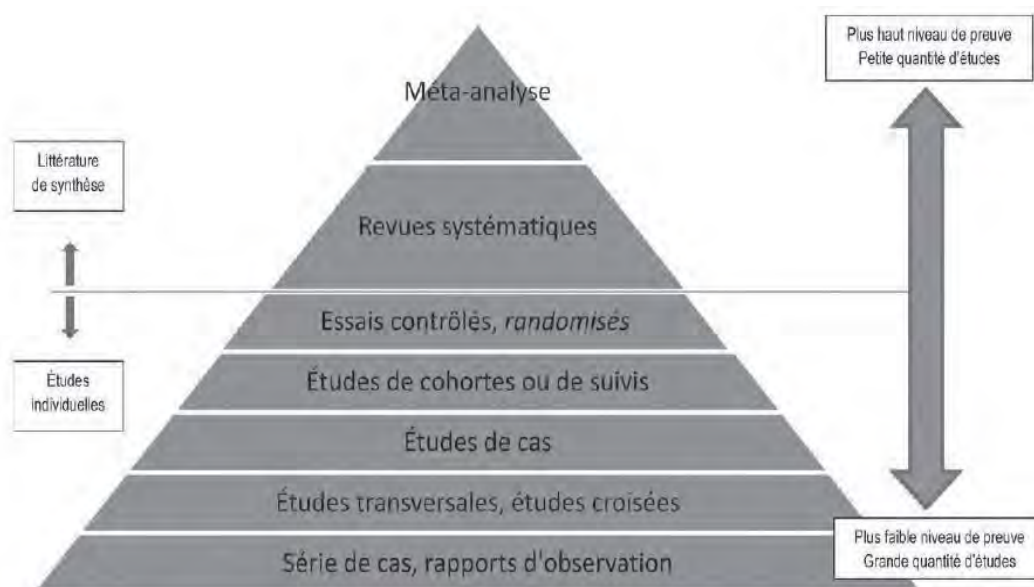 Plus haut niveau de preuve
Petite quantité d'études
Méta-analyse
Littérature
de synthèse
Revues systématiques
Essais contrôlés, randomisés
Études de cohortes ou de suivis
Études
individuelles
Études de cas
Études transversales, études croisées
Plus faible niveau de preuve
Grande quantité d'études
Série de cas, rapports d'observation